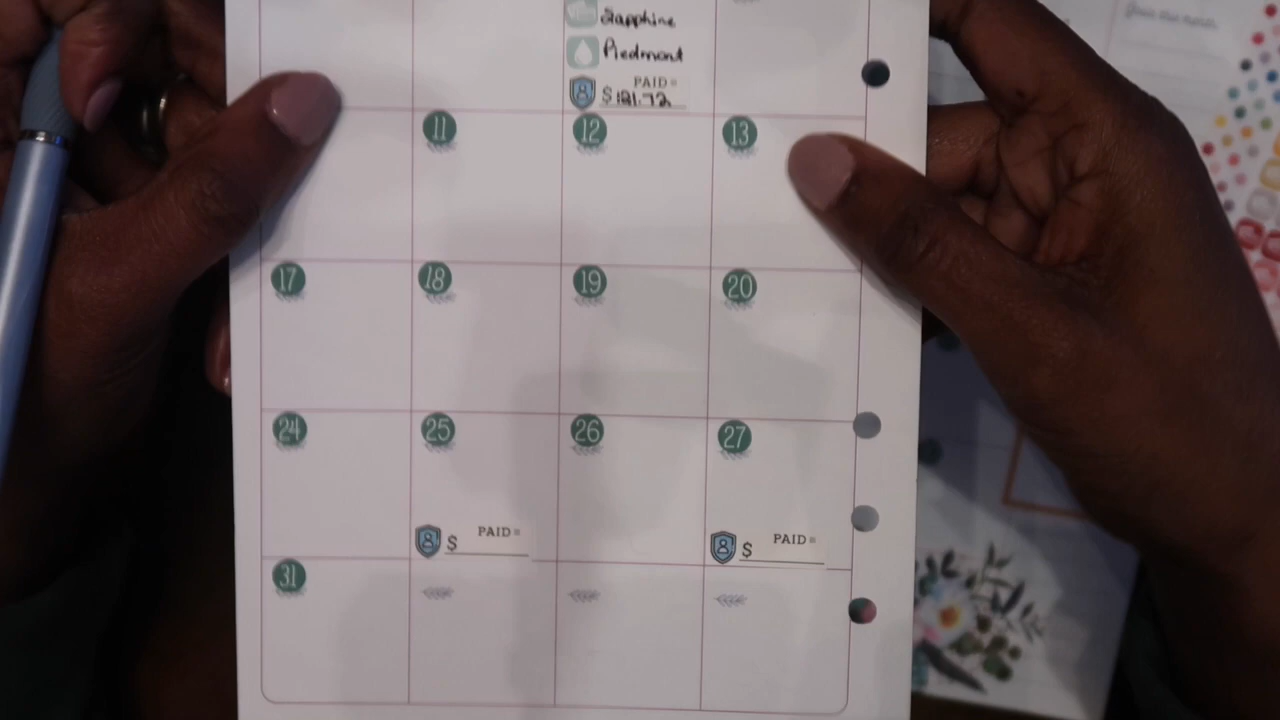 Sapphire
Piedmont
PAID=
$181.72
11 12 13
17 18 19 20
24 25 26 27
$ PAID=
$ PAID=
31